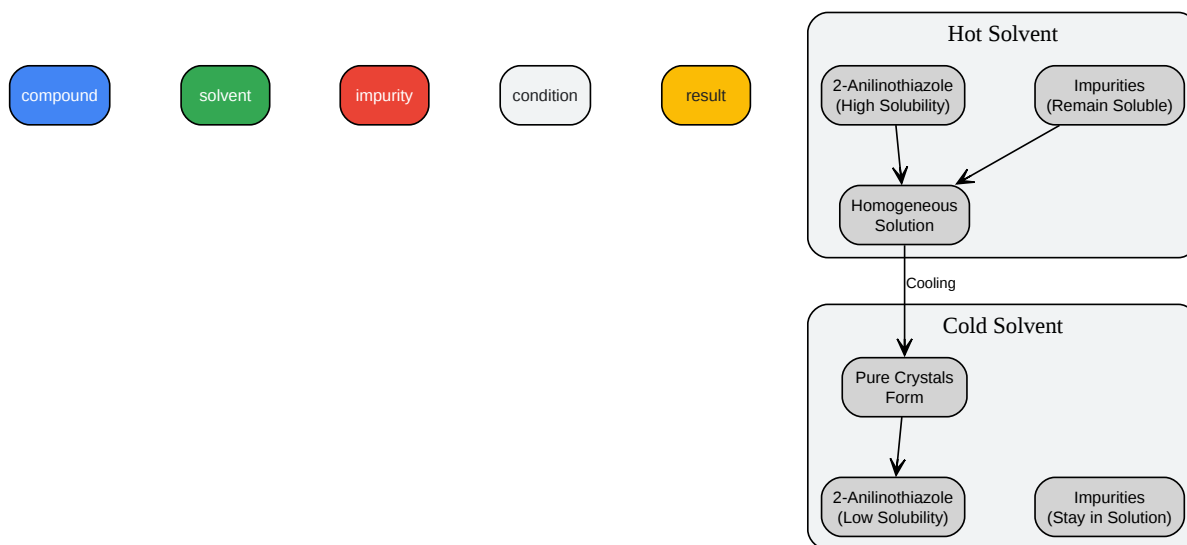 compound
solvent
impurity
condition
result
Hot Solvent
2-Anilinothiazole
(High Solubility)
Impurities
(Remain Soluble)
Homogeneous
Solution
Cooling
Cold Solvent
Pure Crystals
Form
2-Anilinothiazole
(Low Solubility)
Impurities
(Stay in Solution)